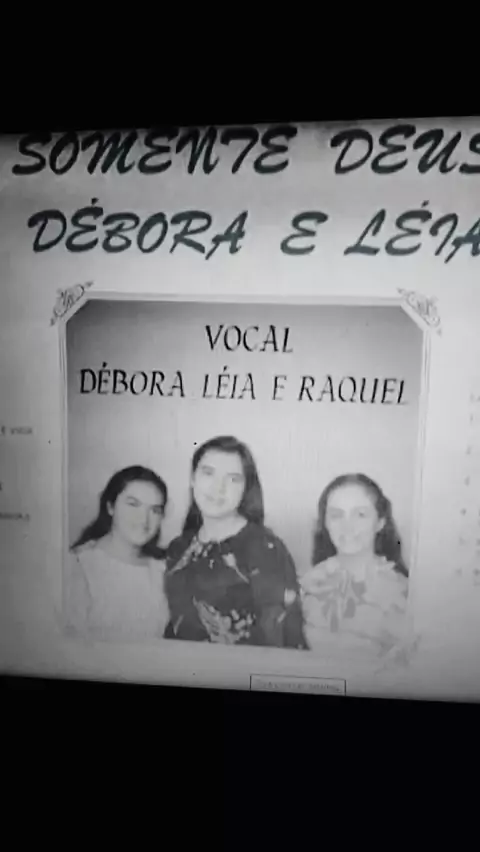 SOMENTE DEUS
DÉBORA E LÉIA
VOCAL
DÉBORA LÉIA E RAQUEL